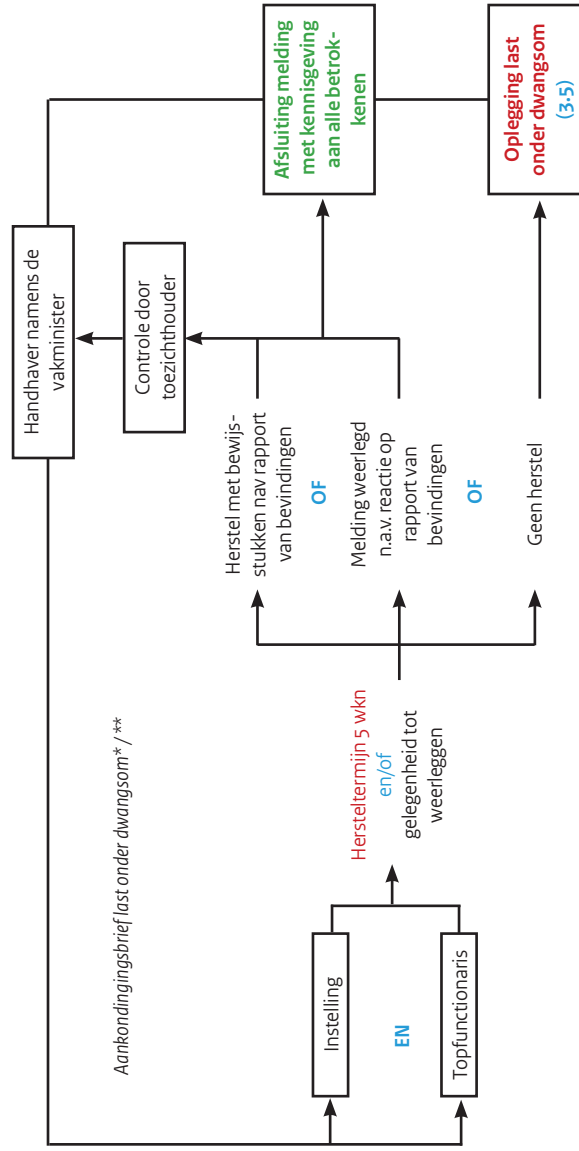 Handhaver namens de
vakminister
Aankondingingsbrief last onder dwangsom* / **
Controle door
toezichthouder
Instelling
EN
Topfunctionaris
Hersteltermijn 5 wkn
en/of
gelegenheid tot
weerleggen
Herstel met bewijs-
stukken nav rapport
van bevindingen
OF
Melding weerlegd
n.a.v. reactie op
rapport van
bevindingen
OF
Geen herstel
Afsluiting melding
met kennisgeving
aan alle betrok-
kenen
Oplegging last
onder dwangsom
(3.5)